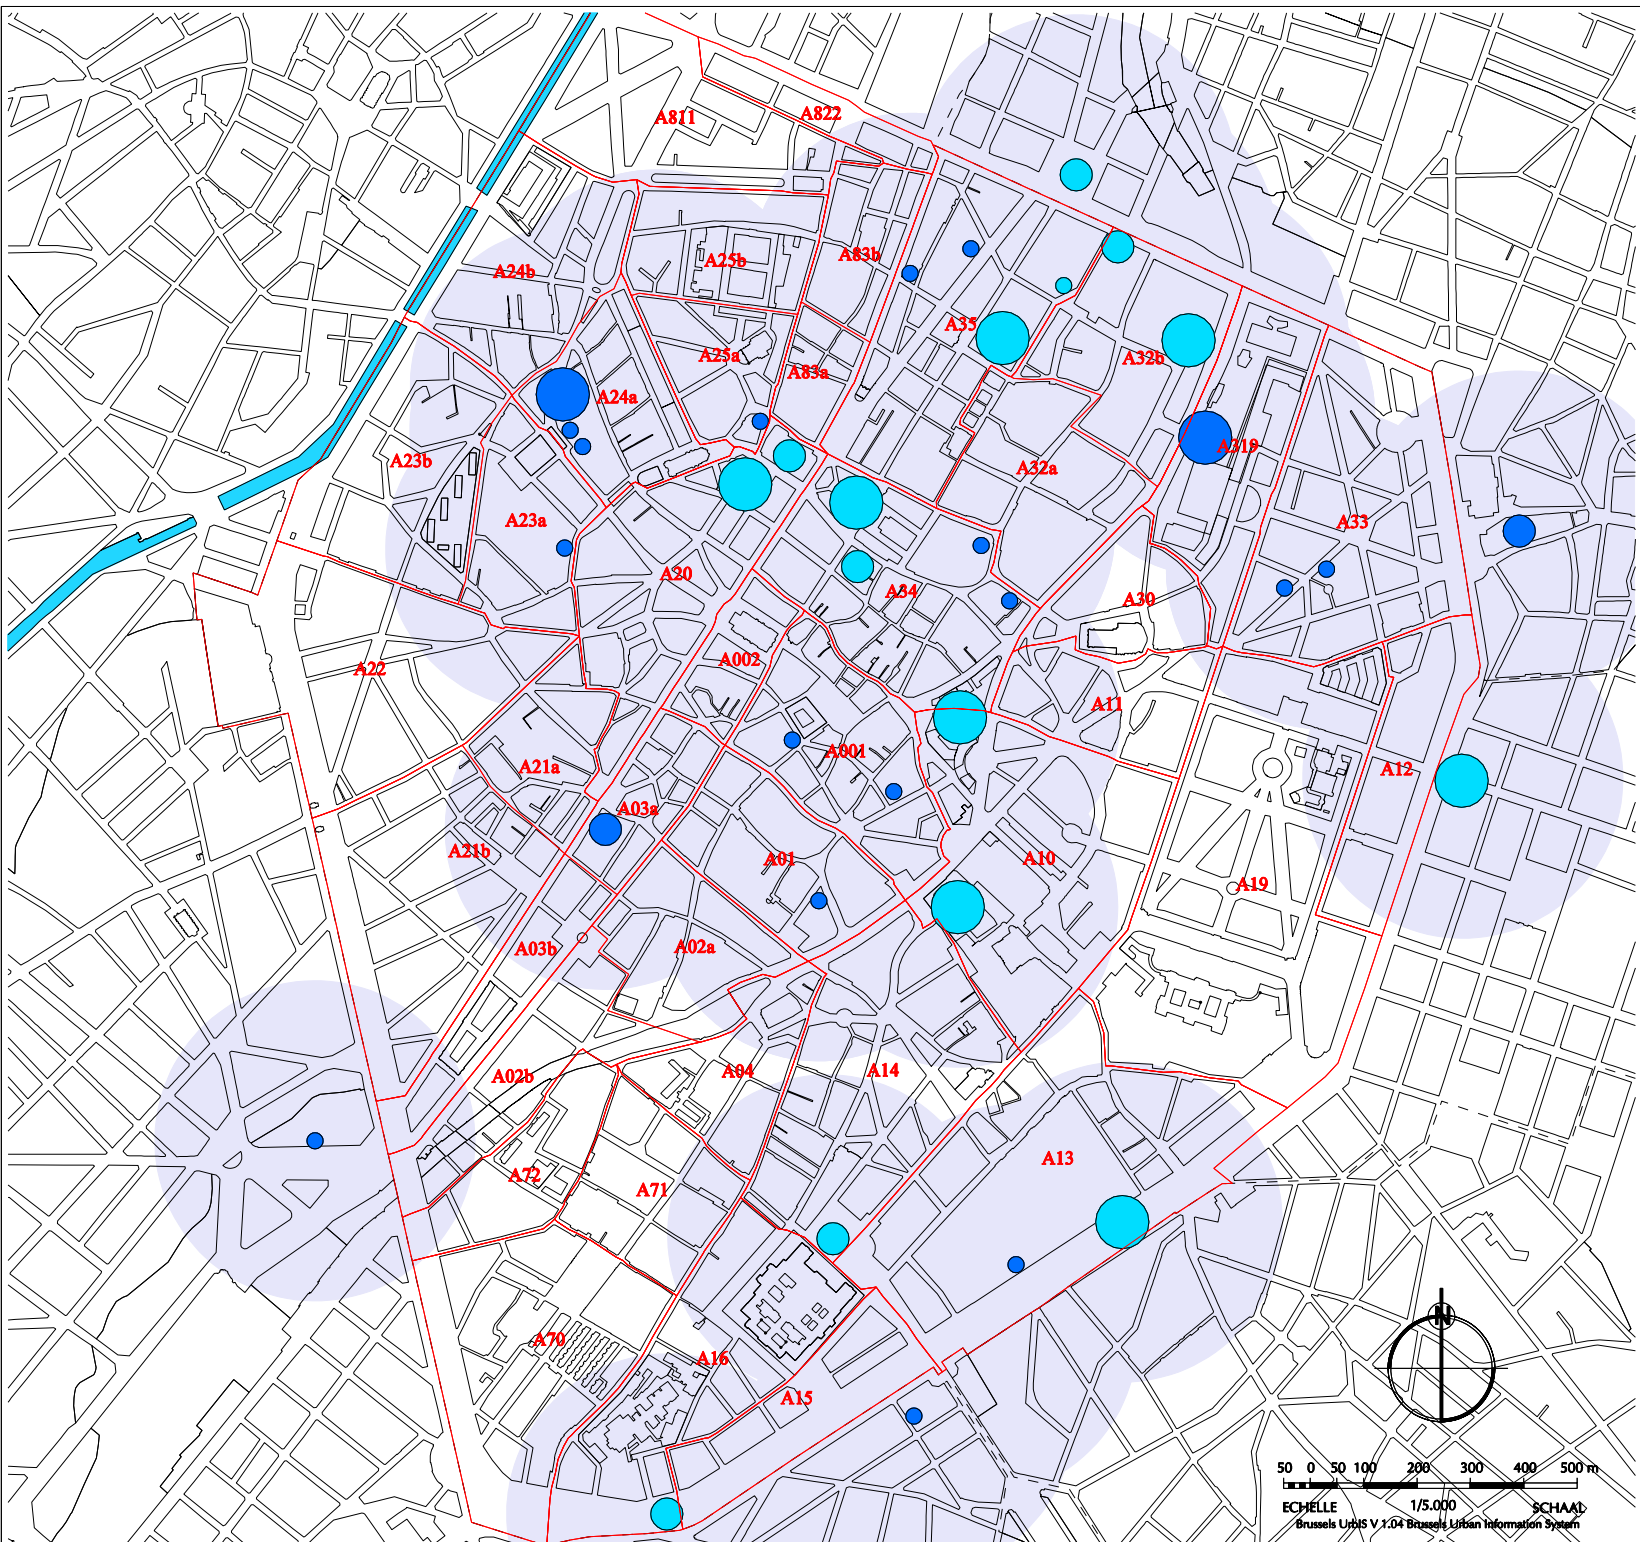 A811
A822
A24b
A25b
A83b
A35
A25a
A83a
A32b
A24a
A319
A23b
A32a
A23a
A33
A20
A34
A30
A002
A22
A11
A001
A21a
A12
A03a
A21b
A01
A10
A19
A03b
A02a
A02b
A04
A14
A72
A71
A13
A70
A16
A15
N
50 0 50 100 200 300 400 500 m
ECHELLE 1/5.000 SCHAAL
Brussels UrbIS V 1.04 Brussels Urban Information System